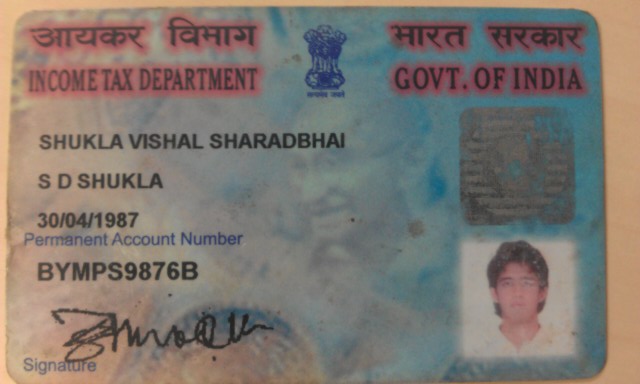 आयकर विभाग
भारत सरकार
INCOME TAX DEPARTMENT
GOVT. OF INDIA
सत्यमेव जयते
SHUKLA VISHAL SHARADBHAI
S D SHUKLA
30/04/1987
Permanent Account Number
BYMPS9876B
Signature